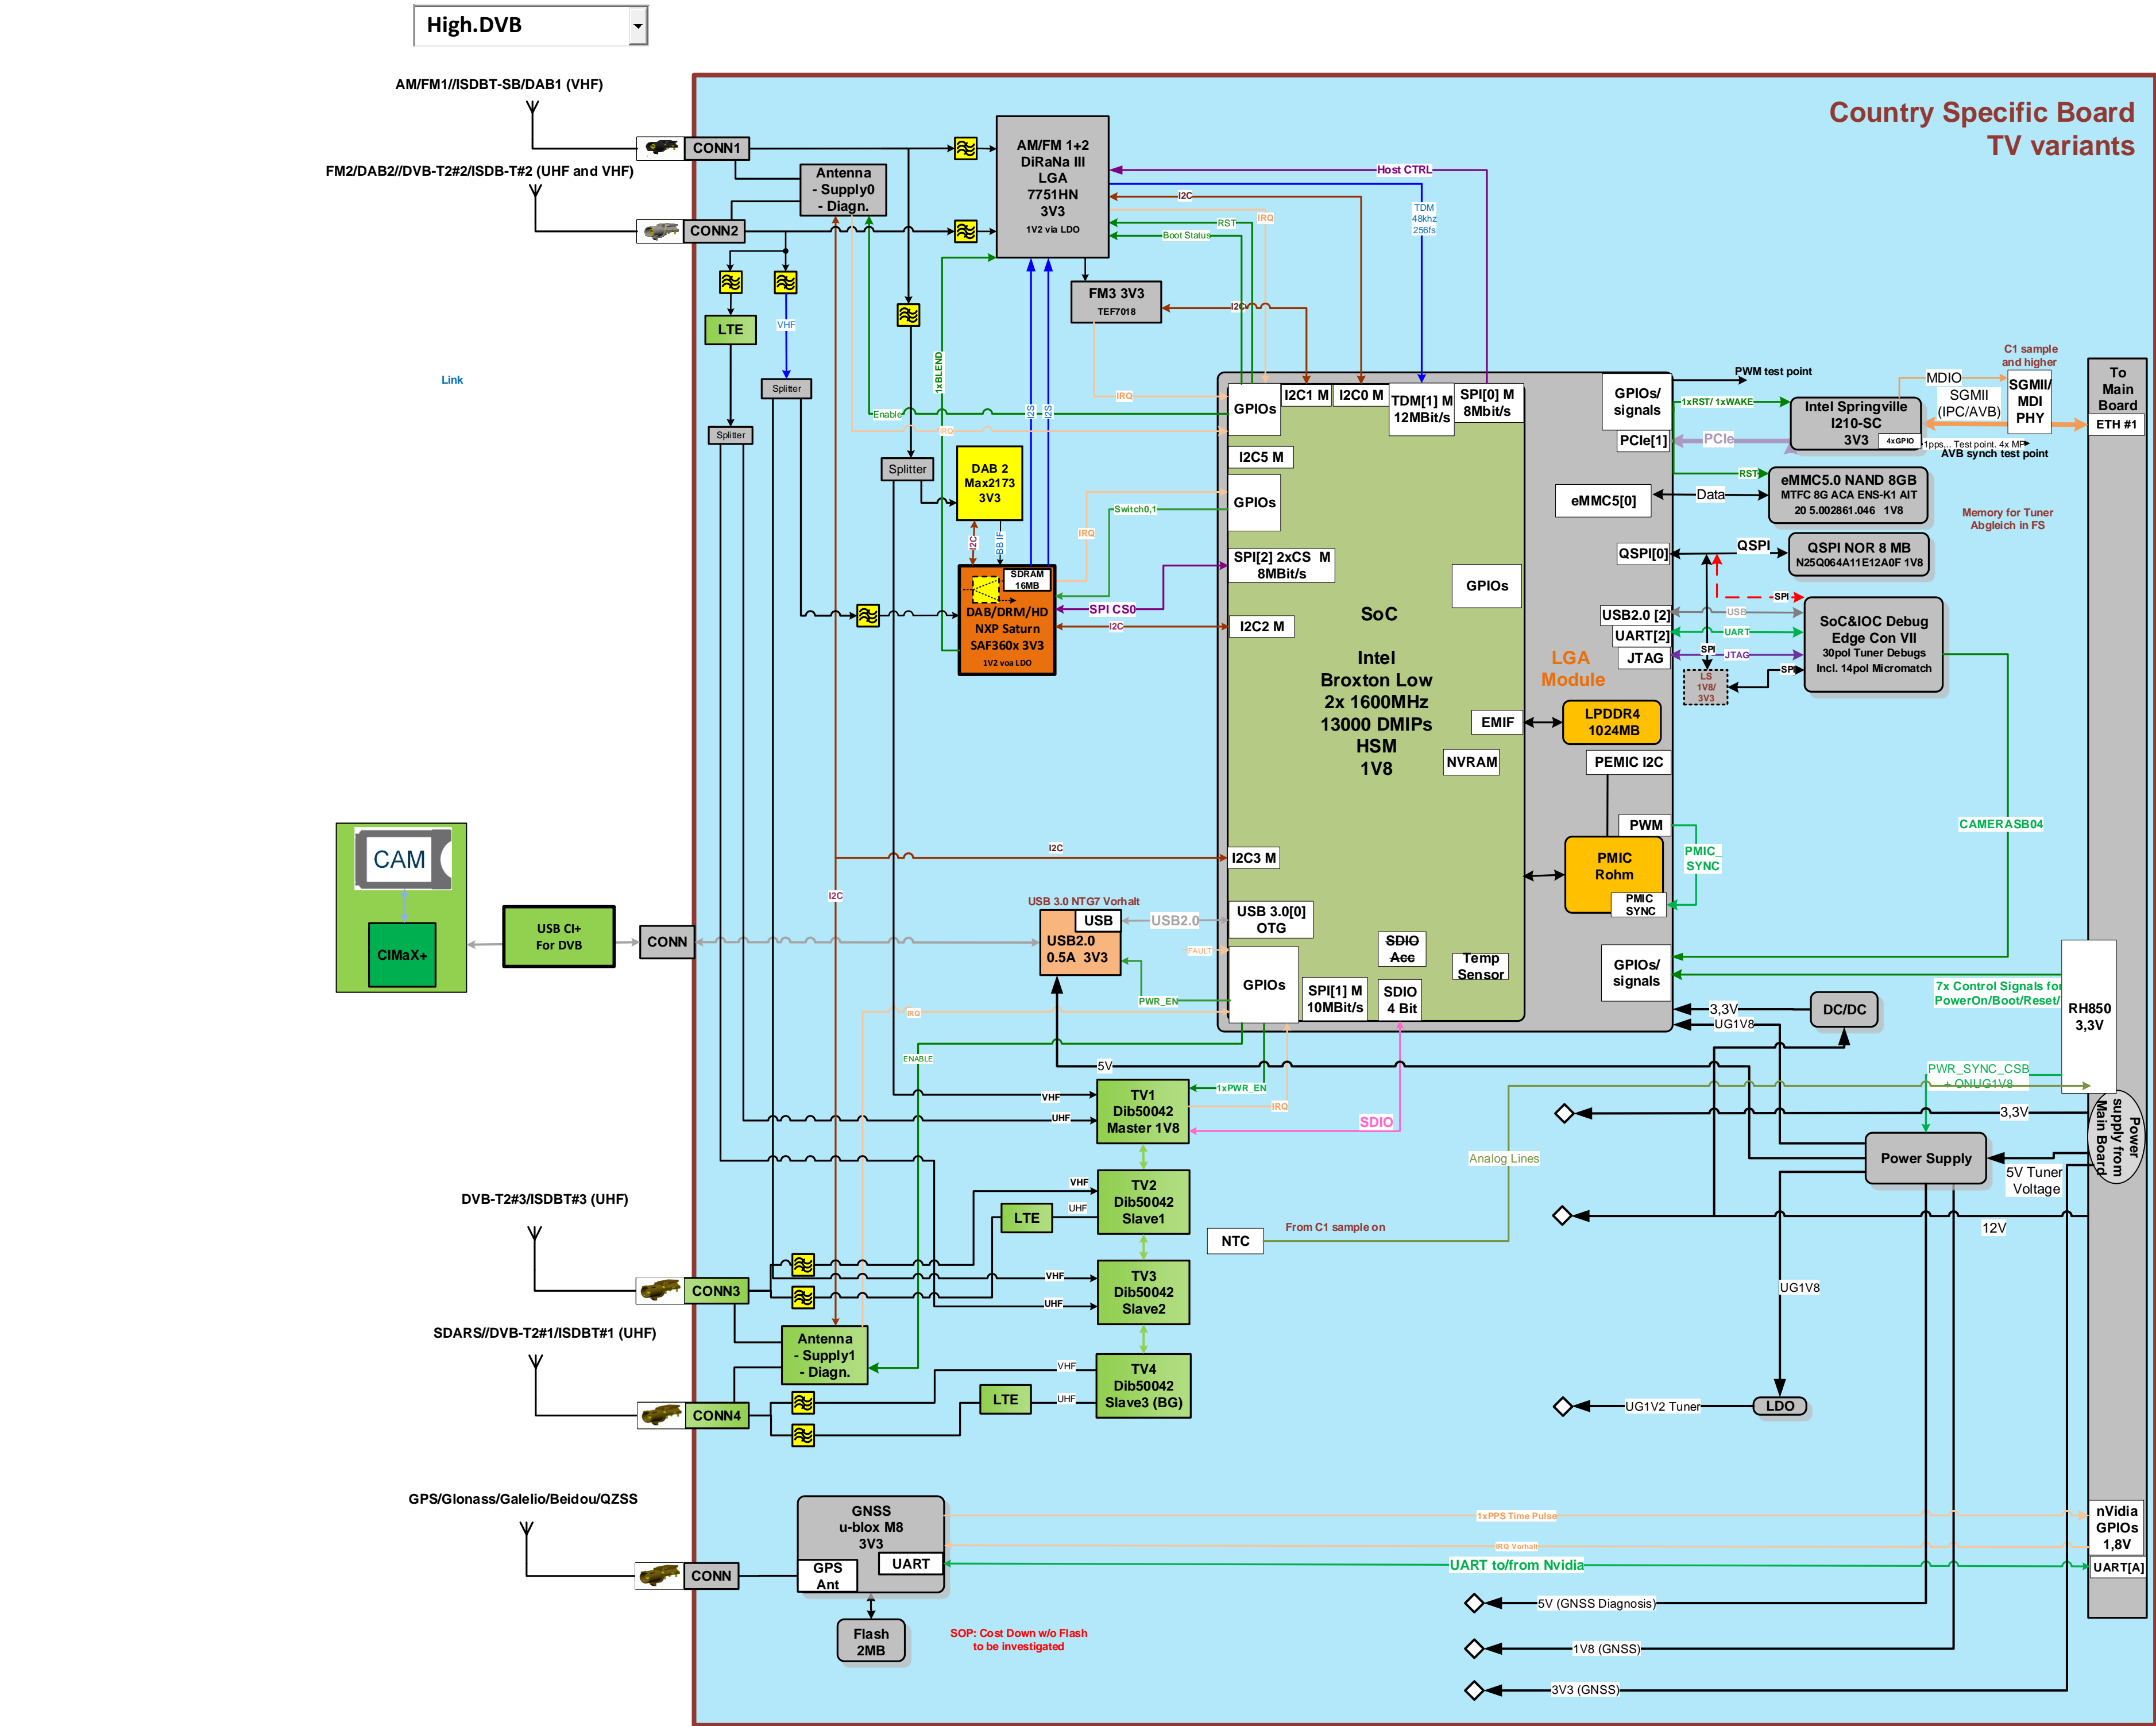 High.DVB
Country Specific Board
TV variants
AM/FM1//ISDBT-SB/DAB1 (VHF)
CONN1
FM2/DAB2//DVB-T2#2/ISDB-T#2 (UHF and VHF)
CONN2
Antenna
- Supply0
- Diagn.
AM/FM 1+2
DiRaNa III
LGA
7751HN
3V3
1V2 via LDO
Host CTRL
I2C
TDM
48khz
256fs
IRQ
RST
Boot Status
FM3 3V3
TEF7018
I2C
LTE
VHF
Splitter
Splitter
Link
1xBLEND
I2S
I2S
IRQ
Enable
IRQ
Splitter
DAB 2
Max2173
3V3
I2C
BB IF
IRQ
Switch0,1
SDRAM
16MB
DAB/DRM/HD
NXP Saturn
SAF360x 3V3
1V2 voa LDO
SPI CS0
I2C
GPIOs
I2C1 M
I2C0 M
TDM[1] M
12MBit/s
SPI[0] M
8Mbit/s
I2C5 M
GPIOs
SPI[2] 2xCS M
8MBit/s
I2C2 M
GPIOs
SoC
Intel
Broxton Low
2x 1600MHz
13000 DMIPs
HSM
1V8
LGA
Module
EMIF
LPDDR4
1024MB
NVRAM
PEMIC I2C
PWM
PMIC
Rohm
PMIC
SYNC
PMIC_
SYNC
I2C3 M
I2C
I2C
USB 3.0[0]
OTG
GPIOs
SPI[1] M
10MBit/s
SDIO
Acc
SDIO
4 Bit
Temp
Sensor
GPIOs/
signals
GPIOs/
signals
PCIe[1]
eMMC5[0]
QSPI[0]
USB2.0 [2]
UART[2]
JTAG
PWM test point
1xRST/ 1xWAKE
PCIe
Intel Springville
I210-SC
3V3
4xGPIO
MDIO
SGMII
(IPC/AVB)
C1 sample
and higher
SGMII/
MDI
PHY
To
Main
Board
ETH #1
1pps... Test point. 4x MP
AVB synch test point
RST
Data
eMMC5.0 NAND 8GB
MTFC 8G ACA ENS-K1 AIT
20 5.002861.046 1V8
Memory for Tuner
Abgleich in FS
QSPI
QSPI NOR 8 MB
N25Q064A11E12A0F 1V8
SPI
USB
UART
SPI
JTAG
SPI
LS
1V8/
3V3
SoC&IOC Debug
Edge Con VII
30pol Tuner Debugs
Incl. 14pol Micromatch
CAMERASB04
CAM
CIMaX+
USB CI+
For DVB
CONN
USB 3.0 NTG7 Vorhalt
USB
USB2.0
0.5A 3V3
USB2.0
FAULT
PWR_EN
IRQ
ENABLE
5V
7x Control Signals for
PowerOn/Boot/Reset/
RH850
3,3V
3,3V
UG1V8
DC/DC
PWR_SYNC_CSB
+ ONUG1V8
3,3V
Power
supply from
Main Board
Power Supply
5V Tuner
Voltage
12V
Analog Lines
VHF
UHF
TV1
Dib50042
Master 1V8
1xPWR_EN
IRQ
SDIO
VHF
UHF
LTE
TV2
Dib50042
Slave1
NTC
From C1 sample on
DVB-T2#3/ISDBT#3 (UHF)
CONN3
VHF
UHF
TV3
Dib50042
Slave2
UG1V8
SDARS//DVB-T2#1/ISDBT#1 (UHF)
CONN4
Antenna
- Supply1
- Diagn.
VHF
UHF
LTE
TV4
Dib50042
Slave3 (BG)
UG1V2 Tuner
LDO
GPS/Glonass/Galelio/Beidou/QZSS
CONN
GNSS
u-blox M8
3V3
GPS
Ant
UART
1xPPS Time Pulse
IRQ Vorhalt
UART to/from Nvidia
nVidia
GPIOs
1,8V
UART[A]
Flash
2MB
SOP: Cost Down w/o Flash
to be investigated
5V (GNSS Diagnosis)
1V8 (GNSS)
3V3 (GNSS)